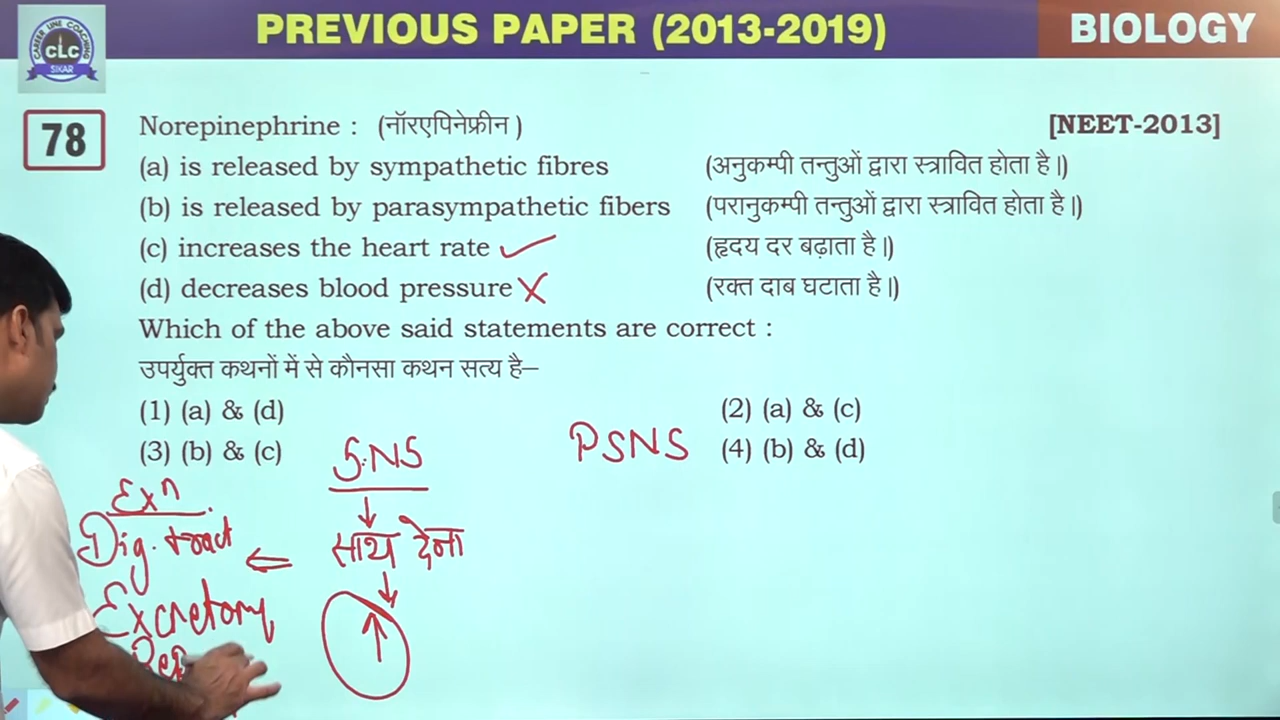 PREVIOUS PAPER (2013-2019)
BIOLOGY
CAREER LINE COACHING
CLC
SIKAR
78
Norepinephrine : (नॉरएपिनेफ्रीन)
[NEET-2013]
(a) is released by sympathetic fibres (अनुकम्पी तन्तुओं द्वारा स्त्रावित होता है।)
(b) is released by parasympathetic fibers (परानुकम्पी तन्तुओं द्वारा स्त्रावित होता है।)
(c) increases the heart rate (हृदय दर बढ़ाता है।)
(d) decreases blood pressure (रक्त दाब घटाता है।)
Which of the above said statements are correct :
उपर्युक्त कथनों में से कौनसा कथन सत्य है–
(1) (a) & (d) (2) (a) & (c)
(3) (b) & (c) (4) (b) & (d)
S.NS
PSNS
Exn.
Dig. tract
साथ देना
Excretory